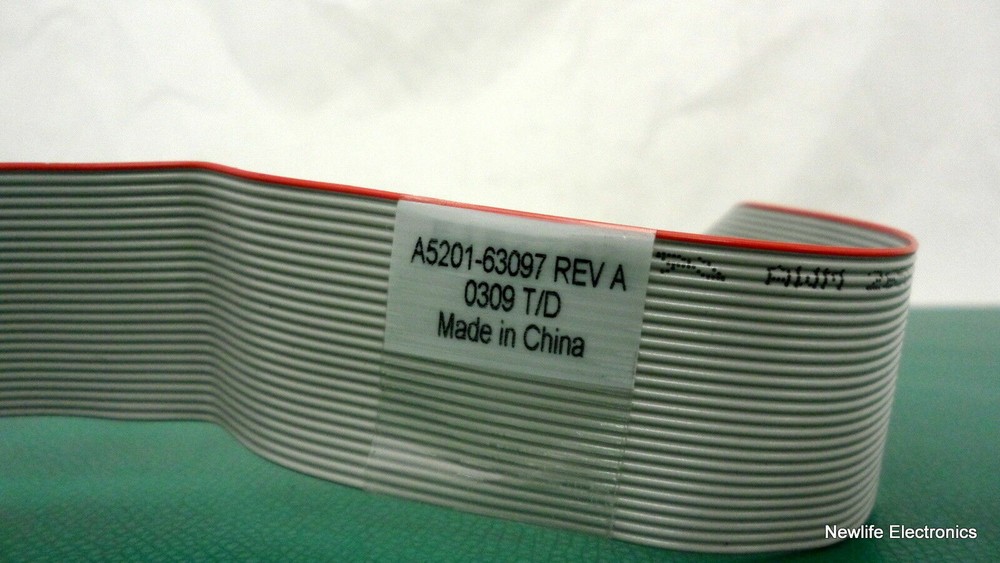 A5201-63097 REV A
0309 T/D
Made in China
Newlife Electronics